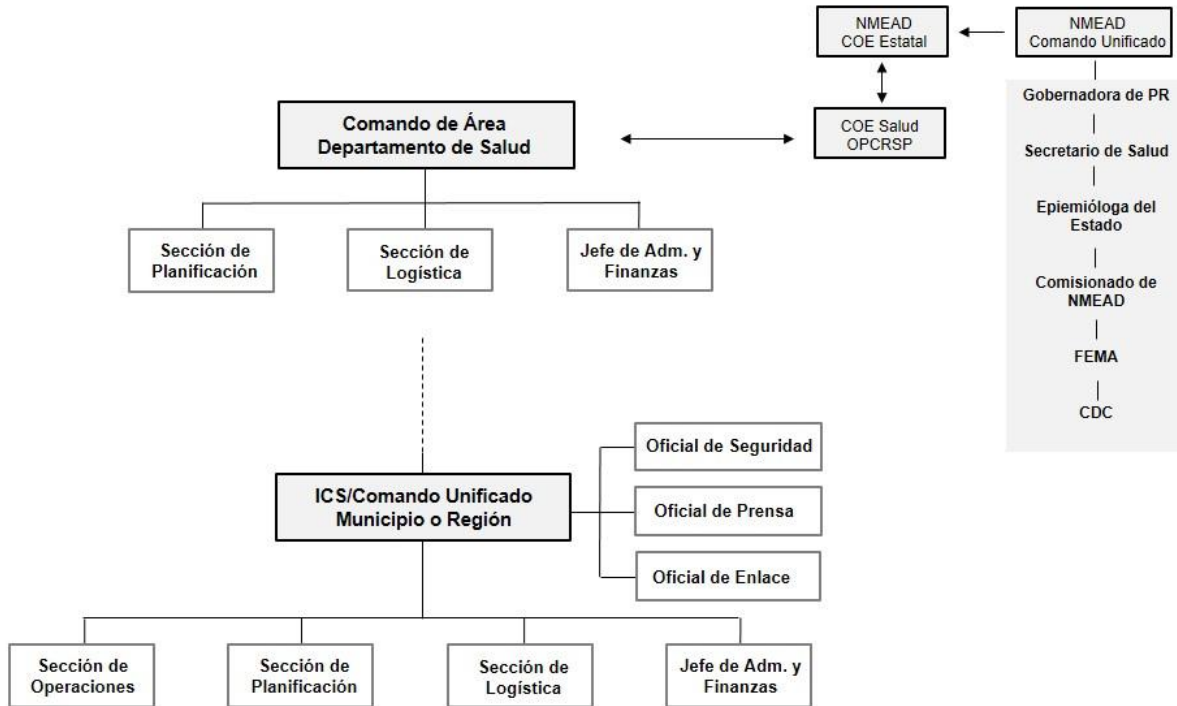 NMEAD
COE Estatal
NMEAD
Comando Unificado
Comando de Área
Departamento de Salud
COE Salud
OPCRSP
Gobernadora de PR
Secretario de Salud
Epiemióloga del
Estado
Comisionado de
NMEAD
FEMA
CDC
Sección de
Planificación
Sección de
Logística
Jefe de Adm. y
Finanzas
ICS/Comando Unificado
Municipio o Región
Oficial de Seguridad
Oficial de Prensa
Oficial de Enlace
Sección de
Operaciones
Sección de
Planificación
Sección de
Logística
Jefe de Adm. y
Finanzas